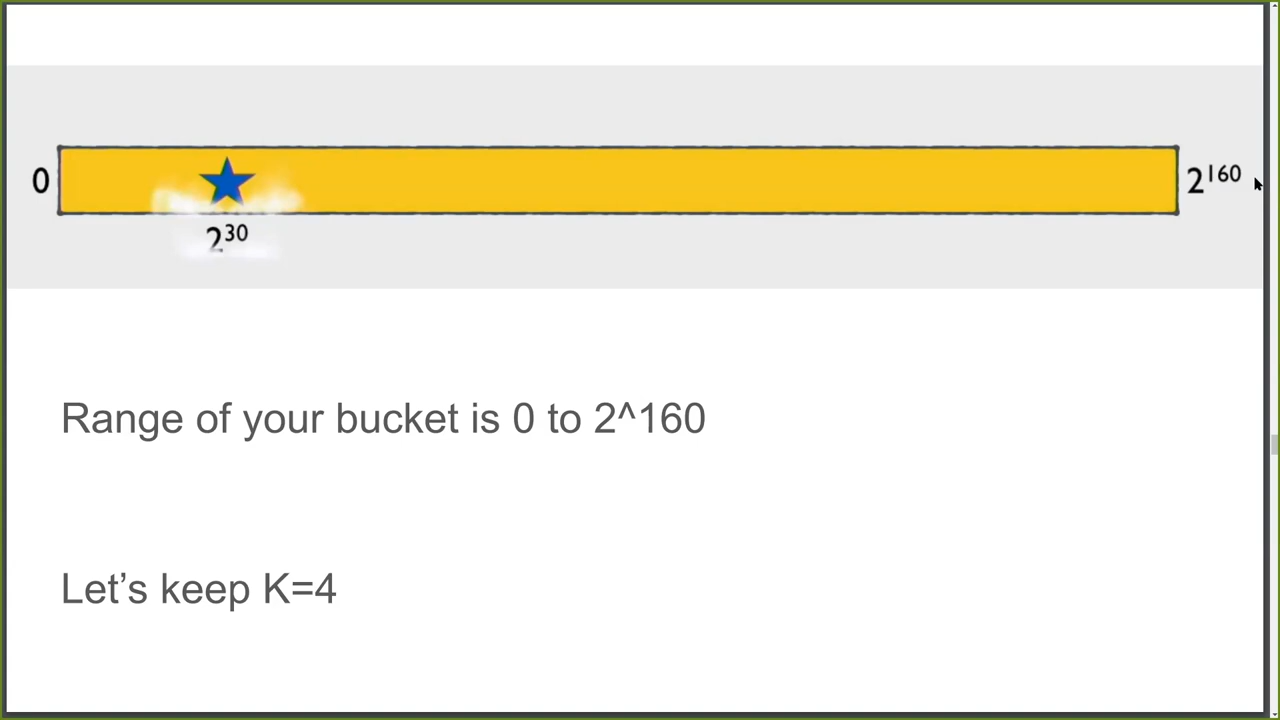 0
2^160
2^30
Range of your bucket is 0 to 2^160
Let’s keep K=4